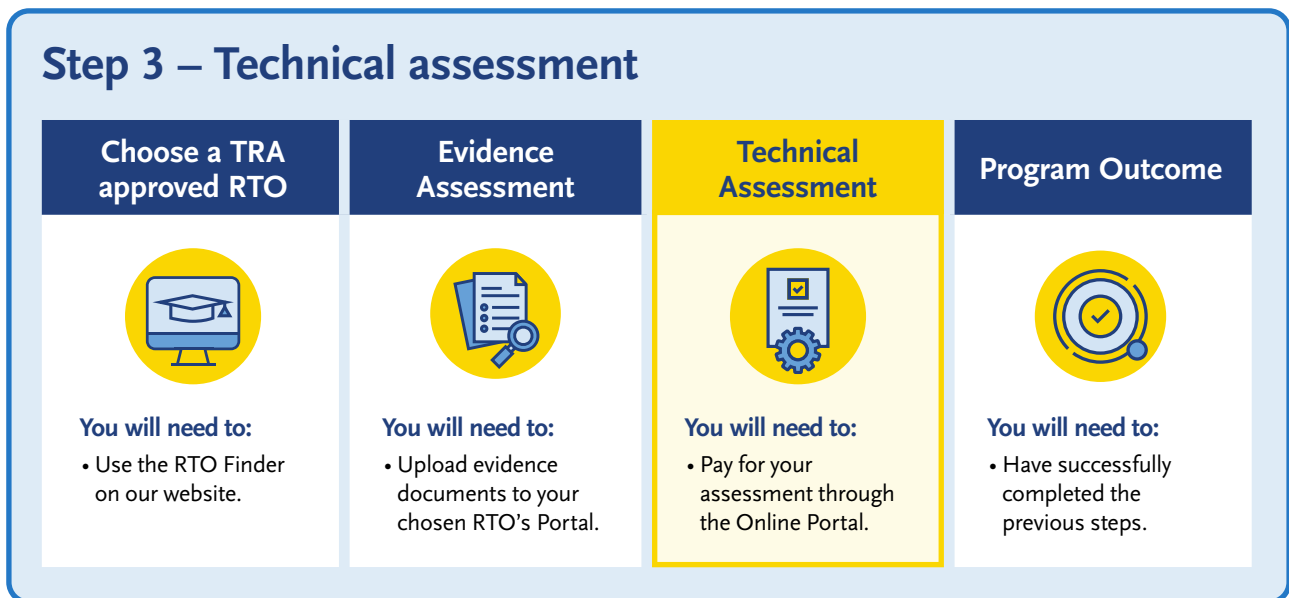 Step 3 – Technical assessment
Choose a TRA
approved RTO
You will need to:
• Use the RTO Finder
on our website.
Evidence
Assessment
You will need to:
• Upload evidence
documents to your
chosen RTO’s Portal.
Technical
Assessment
You will need to:
• Pay for your
assessment through
the Online Portal.
Program Outcome
You will need to:
• Have successfully
completed the
previous steps.